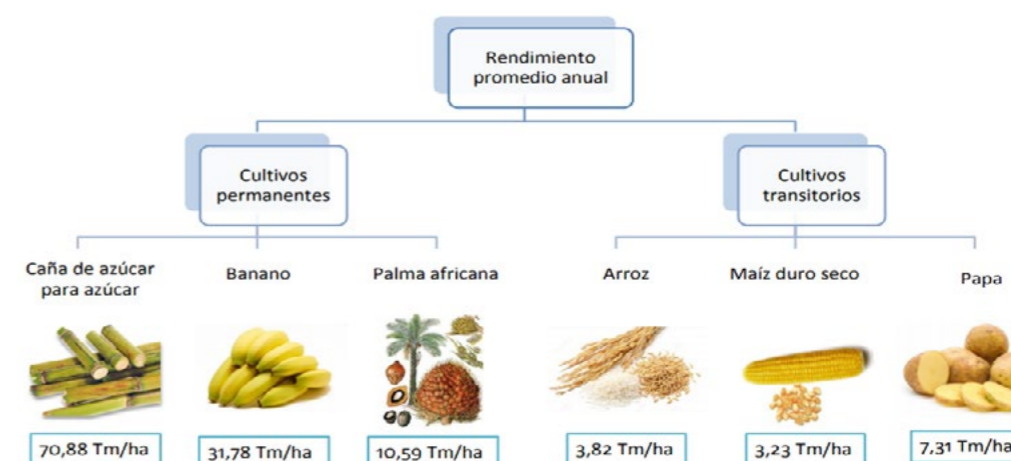 Rendimiento
promedio anual
Cultivos
permanentes
Cultivos
transitorios
Caña de azúcar
para azúcar
Banano
Palma africana
Arroz
Maíz duro seco
Papa
70,88 Tm/ha
31,78 Tm/ha
10,59 Tm/ha
3,82 Tm/ha
3,23 Tm/ha
7,31 Tm/ha